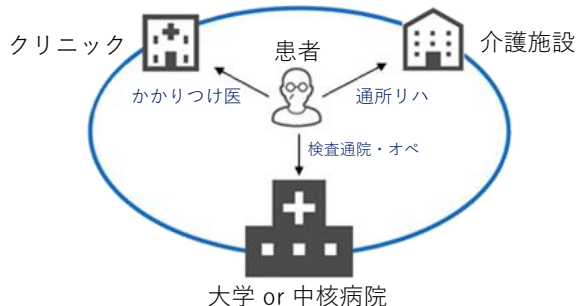 クリニック
患者
介護施設
かかりつけ医
通所リハ
検査通院・オペ
大学 or 中核病院